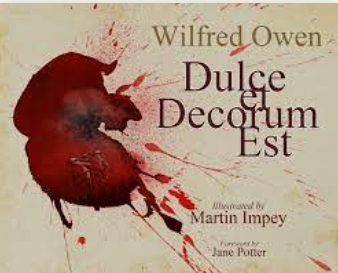 Wilfred Owen
Dulce
et
Decorum
Est
Illustrated by
Martin Impey
Foreword by
Jane Potter